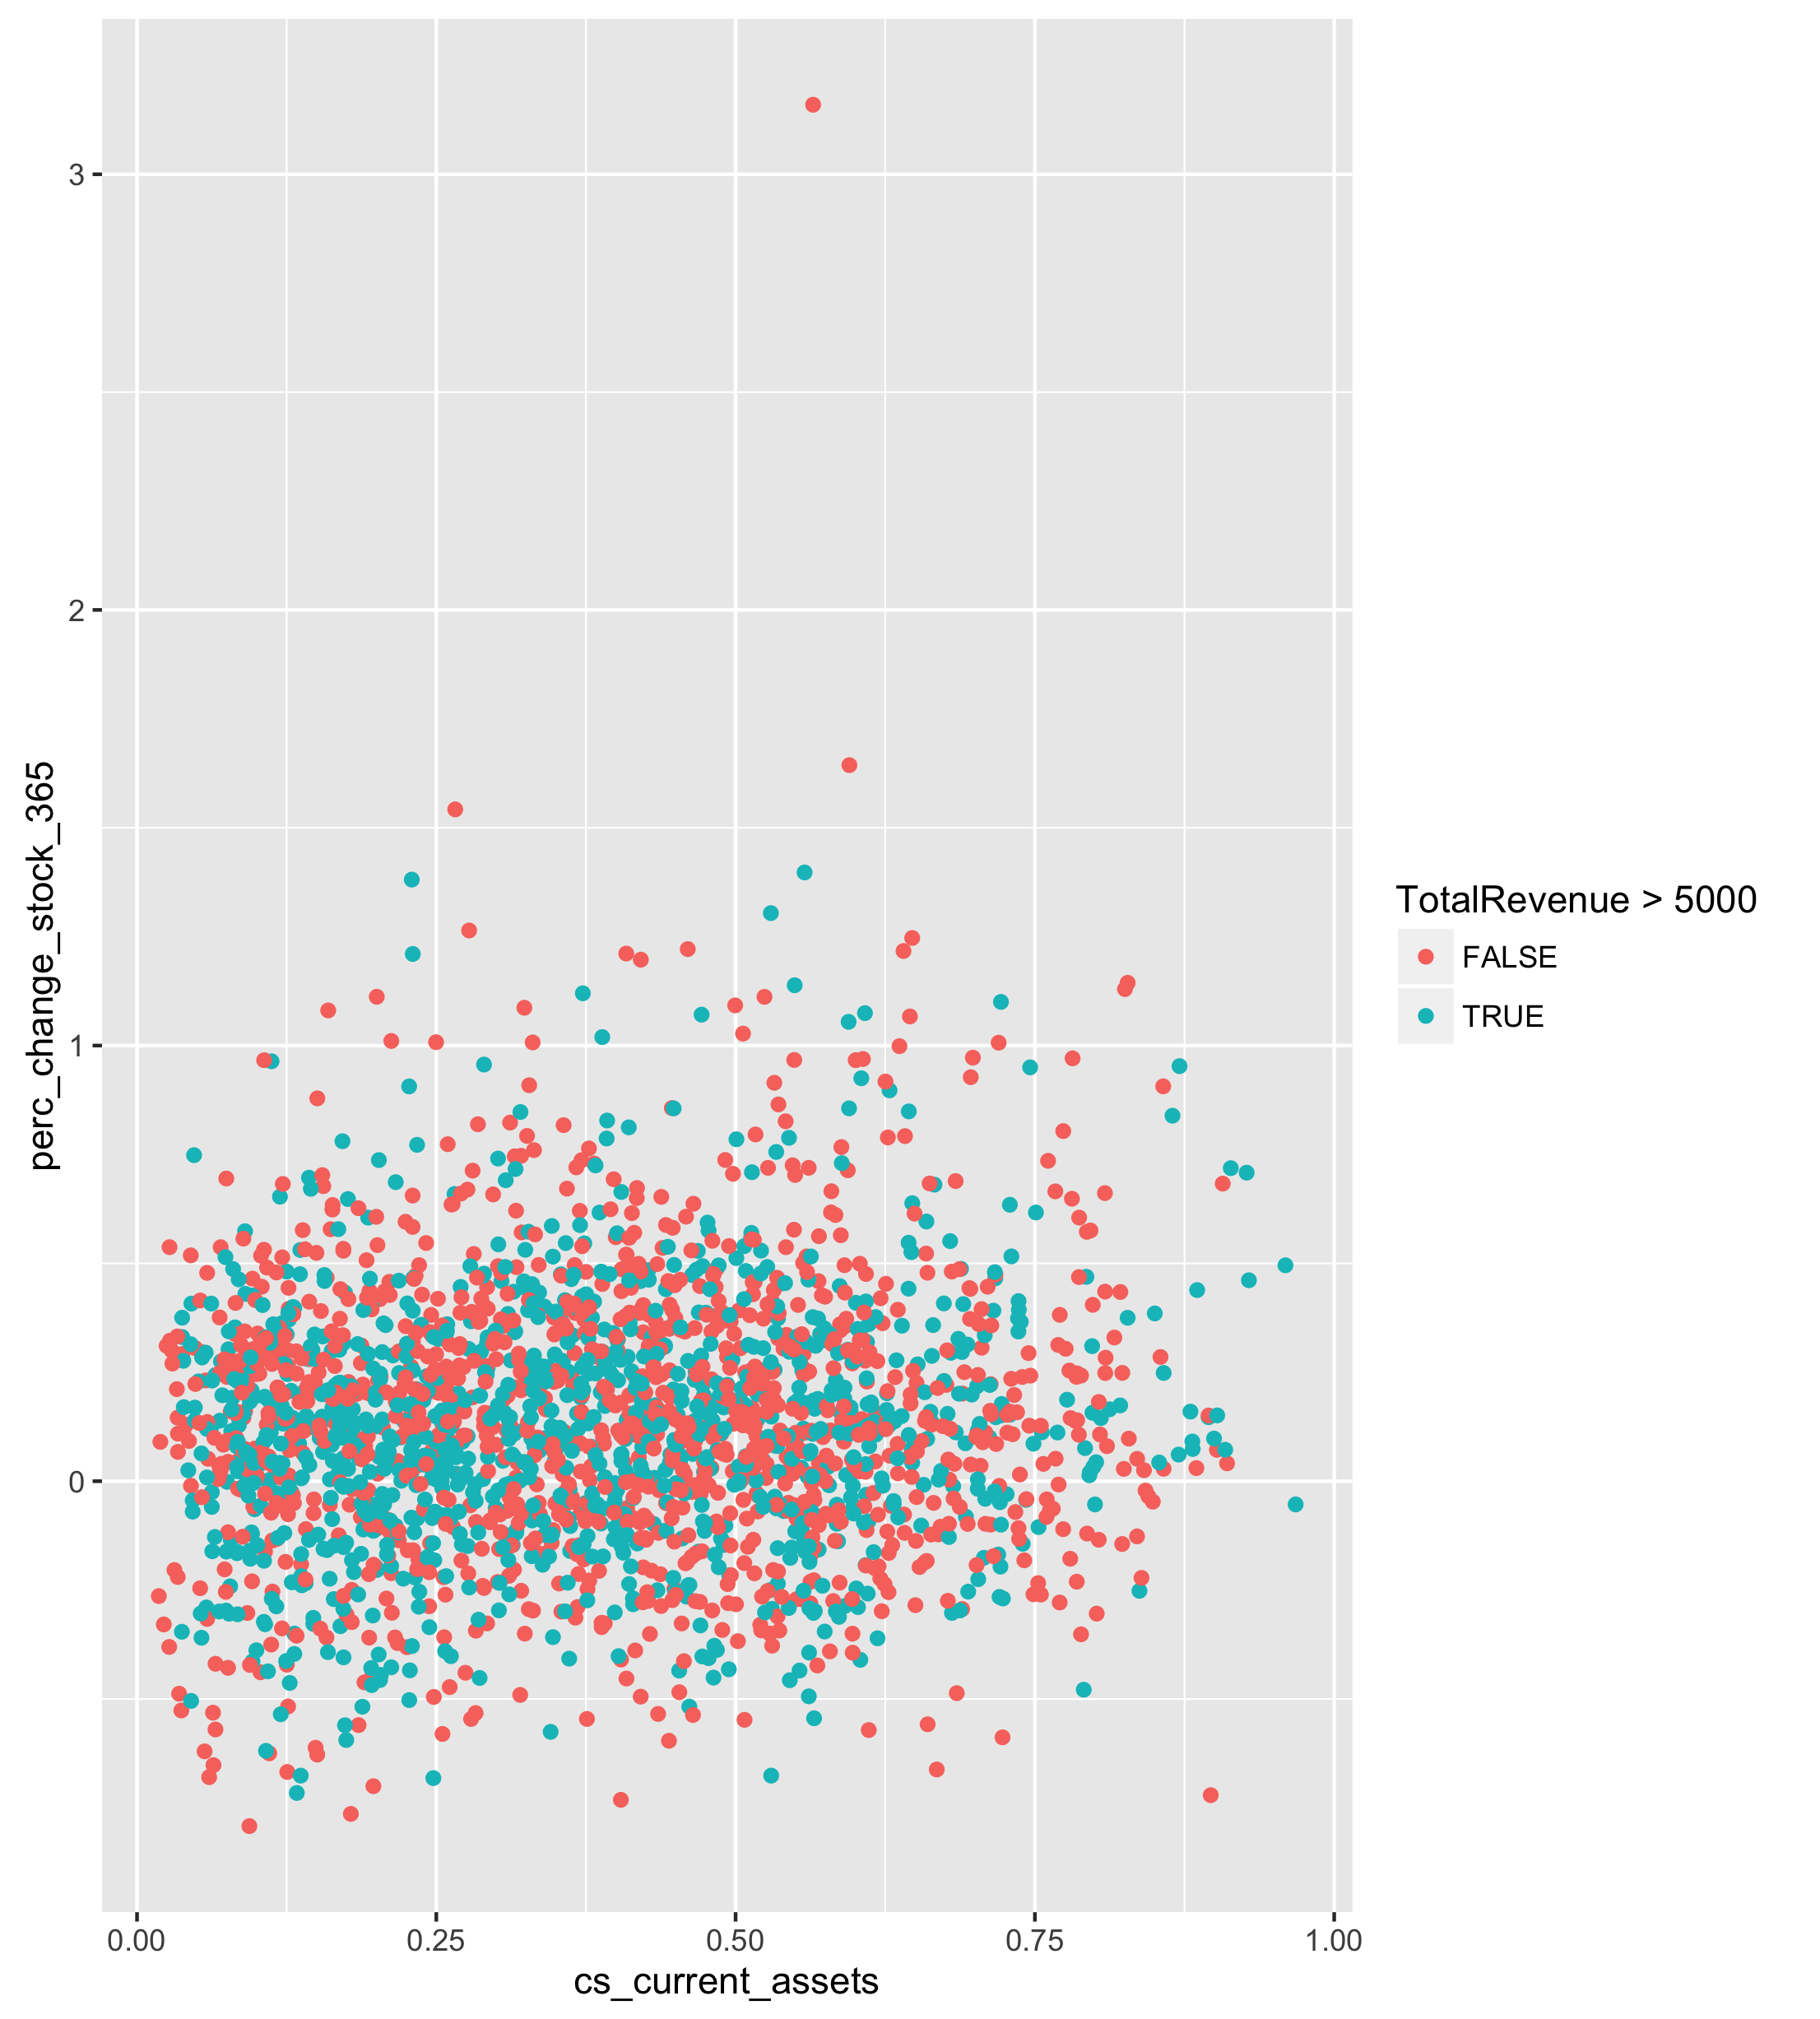 perc_change_stock_365
3
2
1
0
0.00 0.25 0.50 0.75 1.00
cs_current_assets
TotalRevenue > 5000
FALSE
TRUE